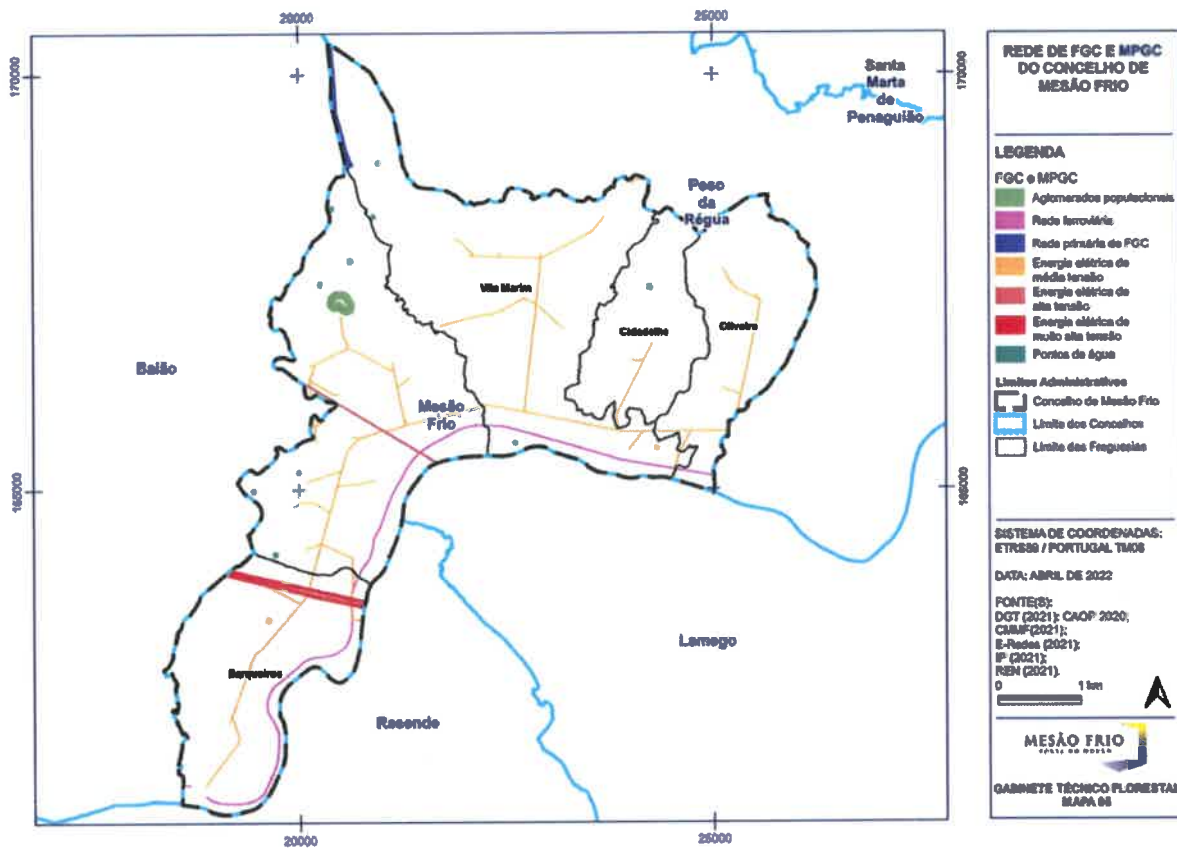 20000
25000
170000
170000
165000
165000
20000
25000
Santa
Marta
de
Penaguião
Peso
da
Régua
Vila Marim
Cidadelhe
Oliveira
Baião
Mesão
Frio
Barqueiros
Lamego
Resende
REDE DE FGC E MPGC
DO CONCELHO DE
MESÃO FRIO
LEGENDA
FGC e MPGC
Aglomerados populacionais
Rede ferroviária
Rede primária de FGC
Energia elétrica de
média tensão
Energia elétrica de
alta tensão
Energia elétrica de
muito alta tensão
Pontos de água
Limites Administrativos
Concelho de Mesão Frio
Limite dos Concelhos
Limite das Freguesias
SISTEMA DE COORDENADAS:
ETRS89 / PORTUGAL TM06
DATA: ABRIL DE 2022
FONTE(S):
DGT (2021); CAOP 2020;
CMMF(2021);
E-Redes (2021);
IP (2021);
REN (2021).
0 1 km
MESÃO FRIO
PORTA DO DOURO
GABINETE TÉCNICO FLORESTAL
MAPA